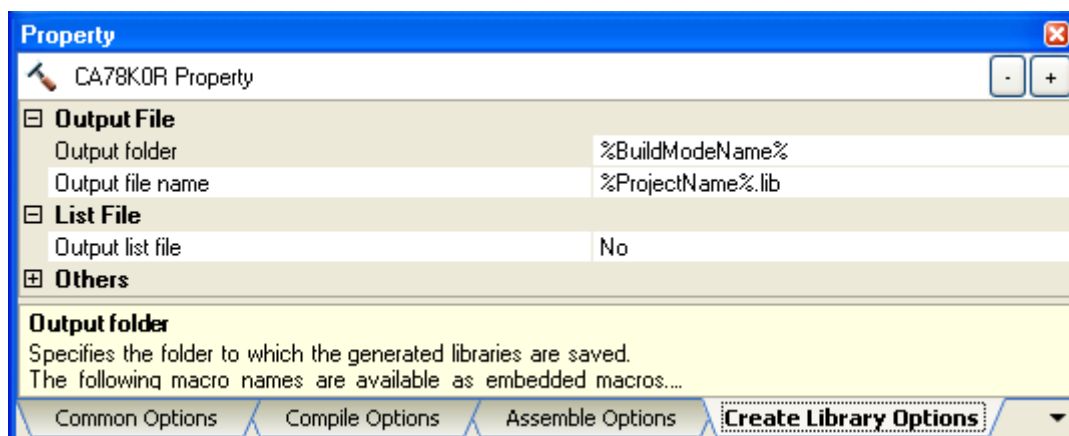 Property
CA78K0R Property
- +
Output File
Output folder %BuildModeName%
Output file name %ProjectName%.lib
List File
Output list file No
Others
Output folder
Specifies the folder to which the generated libraries are saved.
The following macro names are available as embedded macros....
Common Options Compile Options Assemble Options Create Library Options